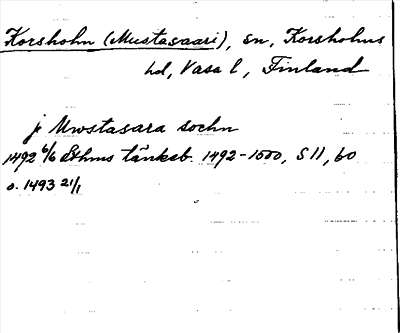 Korsholm (Mustasaari), sn, Korsholms
hd, Vasa l, Finland
j Mwstasara sochn
1492 6/6 Sthms tänkeb. 1492-1500, S 11, 60
o. 1493 21/1